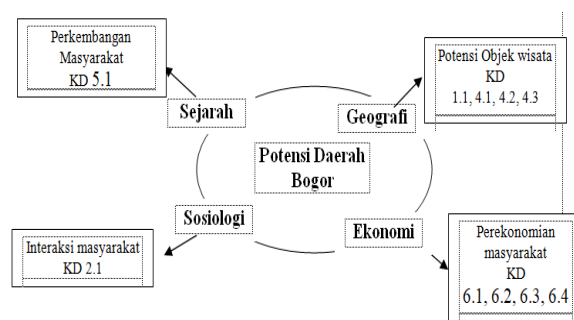 Perkembangan
Masyarakat
KD 5.1
Potensi Objek wisata
KD
1.1, 4.1, 4.2, 4.3
Sejarah
Geografi
Potensi Daerah
Bogor
Sosiologi
Ekonomi
Interaksi masyarakat
KD 2.1
Perekonomian
masyarakat
KD
6.1, 6.2, 6.3, 6.4